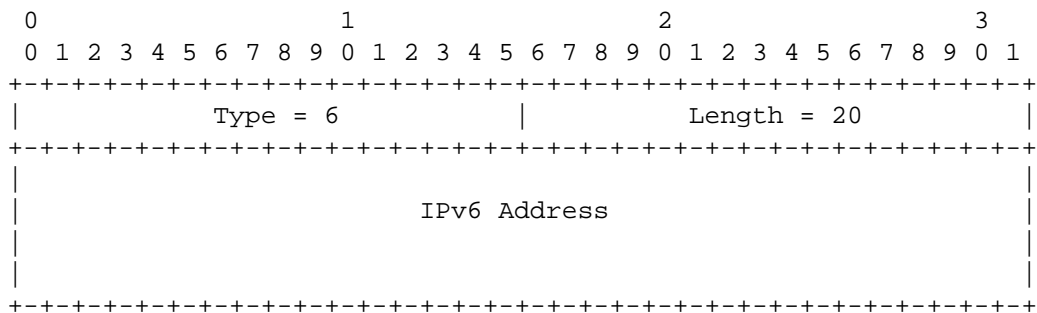 0                   1                   2                   3
 0 1 2 3 4 5 6 7 8 9 0 1 2 3 4 5 6 7 8 9 0 1 2 3 4 5 6 7 8 9 0 1
+-+-+-+-+-+-+-+-+-+-+-+-+-+-+-+-+-+-+-+-+-+-+-+-+-+-+-+-+-+-+-+-+
|            Type = 6           |          Length = 20          |
+-+-+-+-+-+-+-+-+-+-+-+-+-+-+-+-+-+-+-+-+-+-+-+-+-+-+-+-+-+-+-+-+
|                                                               |
|                         IPv6 Address                          |
|                                                               |
|                                                               |
+-+-+-+-+-+-+-+-+-+-+-+-+-+-+-+-+-+-+-+-+-+-+-+-+-+-+-+-+-+-+-+-+